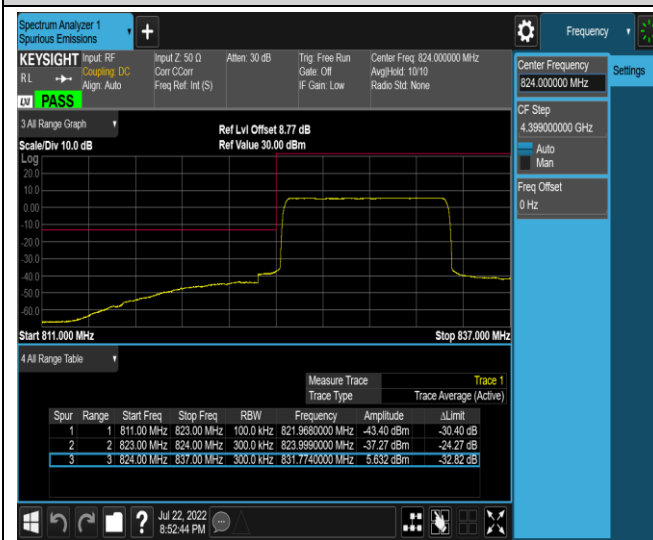 Spectrum Analyzer 1
Spurious Emissions
+
Frequency
KEYSIGHT Input: RF Input Z: 50 Ω Atten: 30 dB Trig: Free Run Center Freq: 824.000000 MHz
RL Coupling: DC Corr CCorr Gate: Off Avg|Hold: 10/10
Align: Auto Freq Ref: Int (S) IF Gain: Low Radio Std: None
LXI PASS
Center Frequency
824.000000 MHz
Settings
CF Step
4.399000000 GHz
Auto
Man
Freq Offset
0 Hz
3 All Range Graph
Ref Lvl Offset 8.77 dB
Scale/Div 10.0 dB Ref Value 30.00 dBm
Log
20.0
10.0
0.00
-10.0
-20.0
-30.0
-40.0
-50.0
-60.0
Start 811.000 MHz Stop 837.000 MHz
4 All Range Table
Measure Trace Trace 1
Trace Type Trace Average (Active)
Spur Range Start Freq Stop Freq RBW Frequency Amplitude ΔLimit
1 1 811.00 MHz 823.00 MHz 100.0 kHz 821.9680000 MHz -43.40 dBm -30.40 dB
2 2 823.00 MHz 824.00 MHz 300.0 kHz 823.9990000 MHz -37.27 dBm -24.27 dB
3 3 824.00 MHz 837.00 MHz 300.0 kHz 831.7740000 MHz 5.632 dBm -32.82 dB
? Jul 22, 2022
8:52:44 PM